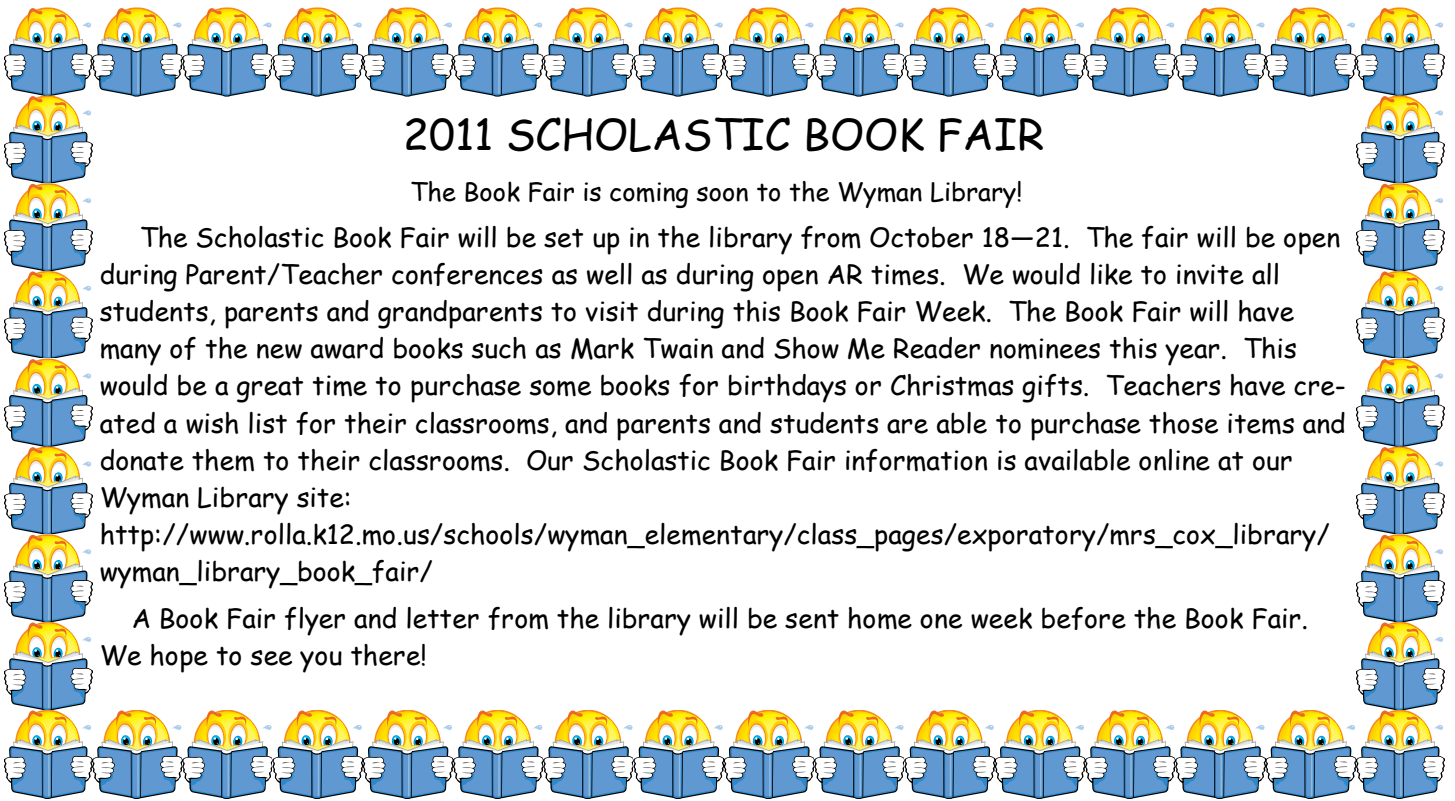 2011 SCHOLASTIC BOOK FAIR
The Book Fair is coming soon to the Wyman Library!
The Scholastic Book Fair will be set up in the library from October 18—21.  The fair will be open
during Parent/Teacher conferences as well as during open AR times.  We would like to invite all
students, parents and grandparents to visit during this Book Fair Week.  The Book Fair will have
many of the new award books such as Mark Twain and Show Me Reader nominees this year.  This
would be a great time to purchase some books for birthdays or Christmas gifts.  Teachers have cre-
ated a wish list for their classrooms, and parents and students are able to purchase those items and
donate them to their classrooms.  Our Scholastic Book Fair information is available online at our
Wyman Library site:
http://www.rolla.k12.mo.us/schools/wyman_elementary/class_pages/exporatory/mrs_cox_library/
wyman_library_book_fair/
A Book Fair flyer and letter from the library will be sent home one week before the Book Fair.
We hope to see you there!